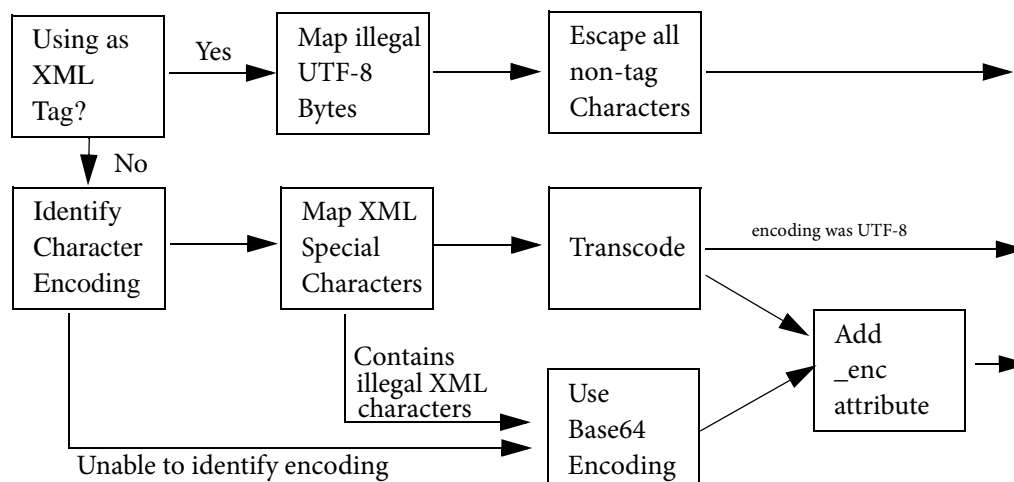 Using as
XML
Tag?
Yes
Map illegal
UTF-8
Bytes
Escape all
non-tag
Characters
No
Identify
Character
Encoding
Map XML
Special
Characters
Transcode
encoding was UTF-8
Contains
illegal XML
characters
Use
Base64
Encoding
Add
_enc
attribute
Unable to identify encoding